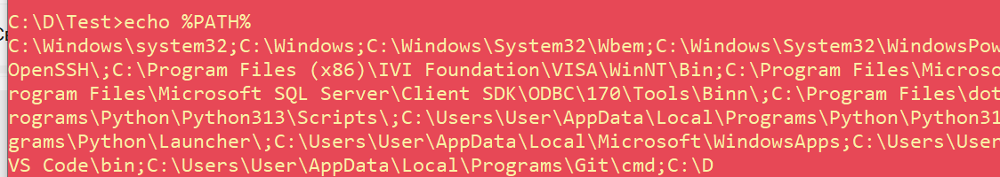 C:\D\Test>echo %PATH%
C:\Windows\system32;C:\Windows;C:\Windows\System32\Wbem;C:\Windows\System32\WindowsPow
OpenSSH\;C:\Program Files (x86)\IVI Foundation\VISA\WinNT\Bin;C:\Program Files\Microso
rogram Files\Microsoft SQL Server\Client SDK\ODBC\170\Tools\Binn\;C:\Program Files\dot
rograms\Python\Python313\Scripts\;C:\Users\User\AppData\Local\Programs\Python\Python31
grams\Python\Launcher\;C:\Users\User\AppData\Local\Microsoft\WindowsApps;C:\Users\User
VS Code\bin;C:\Users\User\AppData\Local\Programs\Git\cmd;C:\D